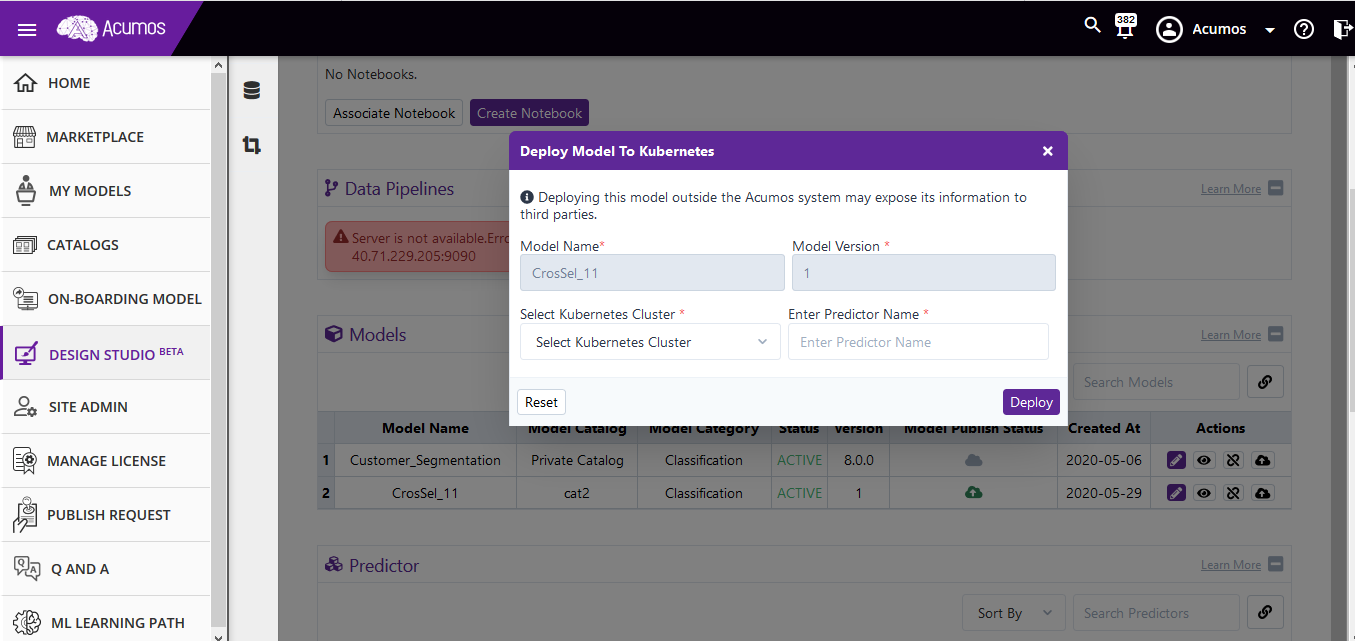 Acumos
382
Acumos
HOME
MARKETPLACE
MY MODELS
CATALOGS
ON-BOARDING MODEL
DESIGN STUDIO BETA
SITE ADMIN
MANAGE LICENSE
PUBLISH REQUEST
Q AND A
ML LEARNING PATH
No Notebooks.
Associate Notebook Create Notebook
Data Pipelines Learn More
Server is not available.Erro
40.71.229.205:9090
Deploy Model To Kubernetes
Deploying this model outside the Acumos system may expose its information to
third parties.
Model Name* Model Version *
CrosSel_11 1
Select Kubernetes Cluster * Enter Predictor Name *
Select Kubernetes Cluster Enter Predictor Name
Reset Deploy
Models Learn More
Search Models
Model Name Model Catalog Model Category Status Version Model Publish Status Created At Actions
1 Customer_Segmentation Private Catalog Classification ACTIVE 8.0.0 2020-05-06
2 CrosSel_11 cat2 Classification ACTIVE 1 2020-05-29
Predictor Learn More
Sort By Search Predictors